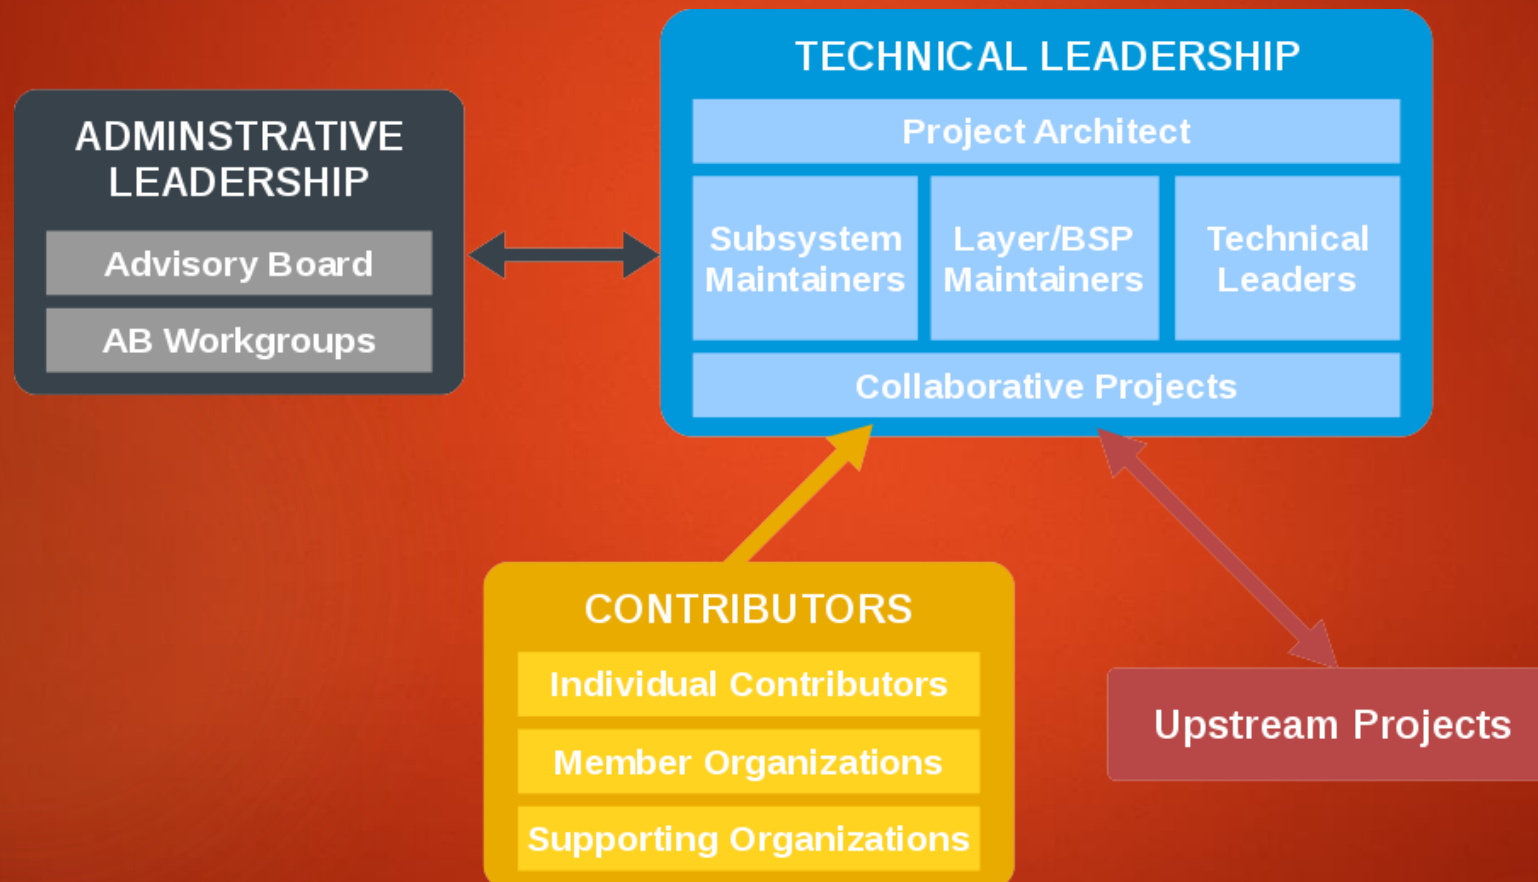 TECHNICAL LEADERSHIP
Project Architect
Subsystem
Maintainers
Layer/BSP
Maintainers
Technical
Leaders
Collaborative Projects
ADMINSTRATIVE
LEADERSHIP
Advisory Board
AB Workgroups
CONTRIBUTORS
Individual Contributors
Member Organizations
Supporting Organizations
Upstream Projects